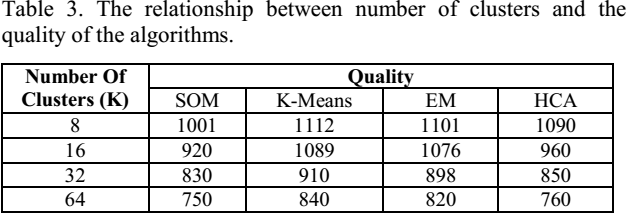 Table 3. The relationship between number of clusters and the
quality of the algorithms.
Number Of Clusters (K) Quality
SOM K-Means EM HCA
8 1001 1112 1101 1090
16 920 1089 1076 960
32 830 910 898 850
64 750 840 820 760